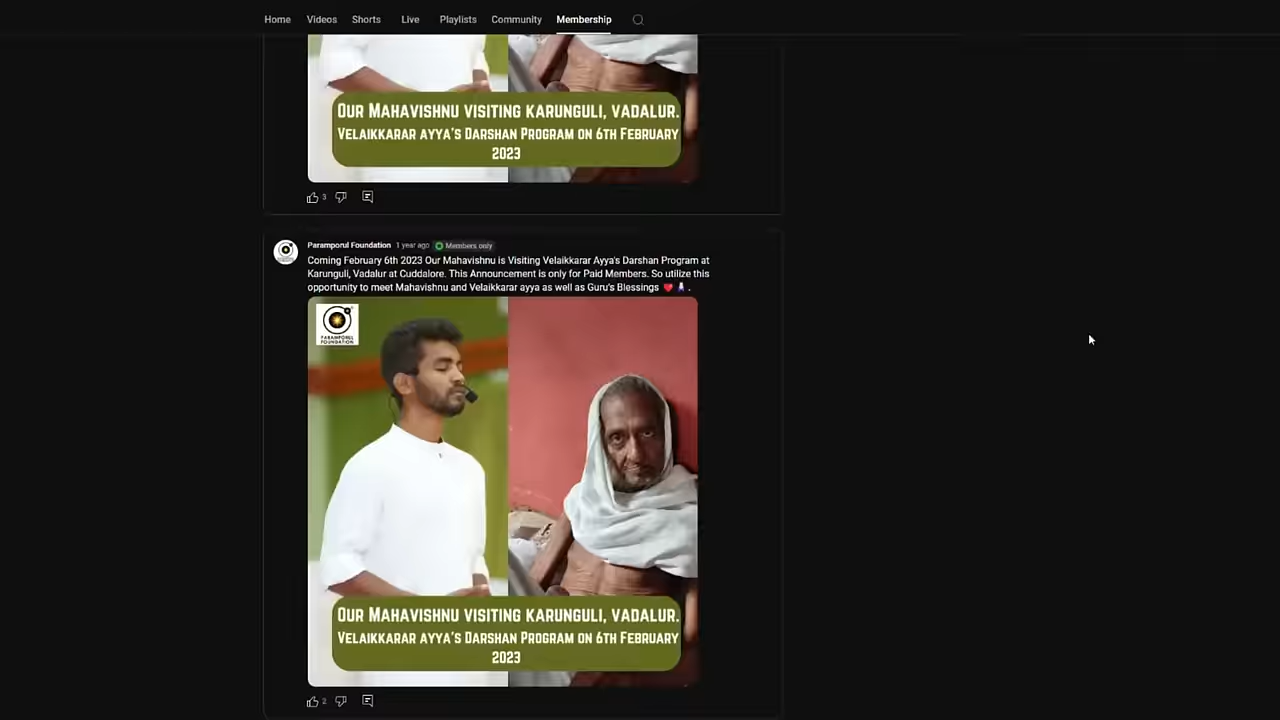 Home Videos Shorts Live Playlists Community Membership
OUR MAHAVISHNU VISITING KARUNGULI, VADALUR.
VELAIKKARAR AYYA'S DARSHAN PROGRAM ON 6TH FEBRUARY
2023
3
Paramporul Foundation 1 year ago Members only
Coming February 6th 2023 Our Mahavishnu is Visiting Velaikkarar Ayya's Darshan Program at
Karunguli, Vadalur at Cuddalore. This Announcement is only for Paid Members. So utilize this
opportunity to meet Mahavishnu and Velaikkarar ayya as well as Guru's Blessings ❤️ .
PARAMPORUL
FOUNDATION
OUR MAHAVISHNU VISITING KARUNGULI, VADALUR.
VELAIKKARAR AYYA'S DARSHAN PROGRAM ON 6TH FEBRUARY
2023
2